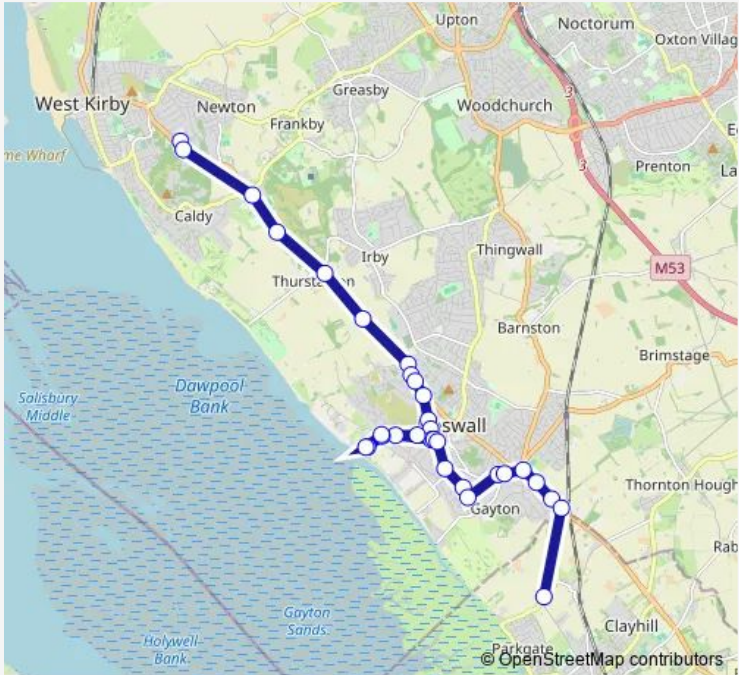 Upton
Noctorum
Oxton Villag
West Kirby
Newton
Greasby
Woodchurch
3
Frankby
me Wharf
3
Prenton
La
Caldy
Irby
Thingwall
M53
Barnston
Brimstage
Dawpool
Bank
Salisbury
Middle
swall
Thornton Hough
Gayton
Rab
Gayton
Sands.
Clayhill
Holywell
Bank
Parkgate
© OpenStreetMap contributors